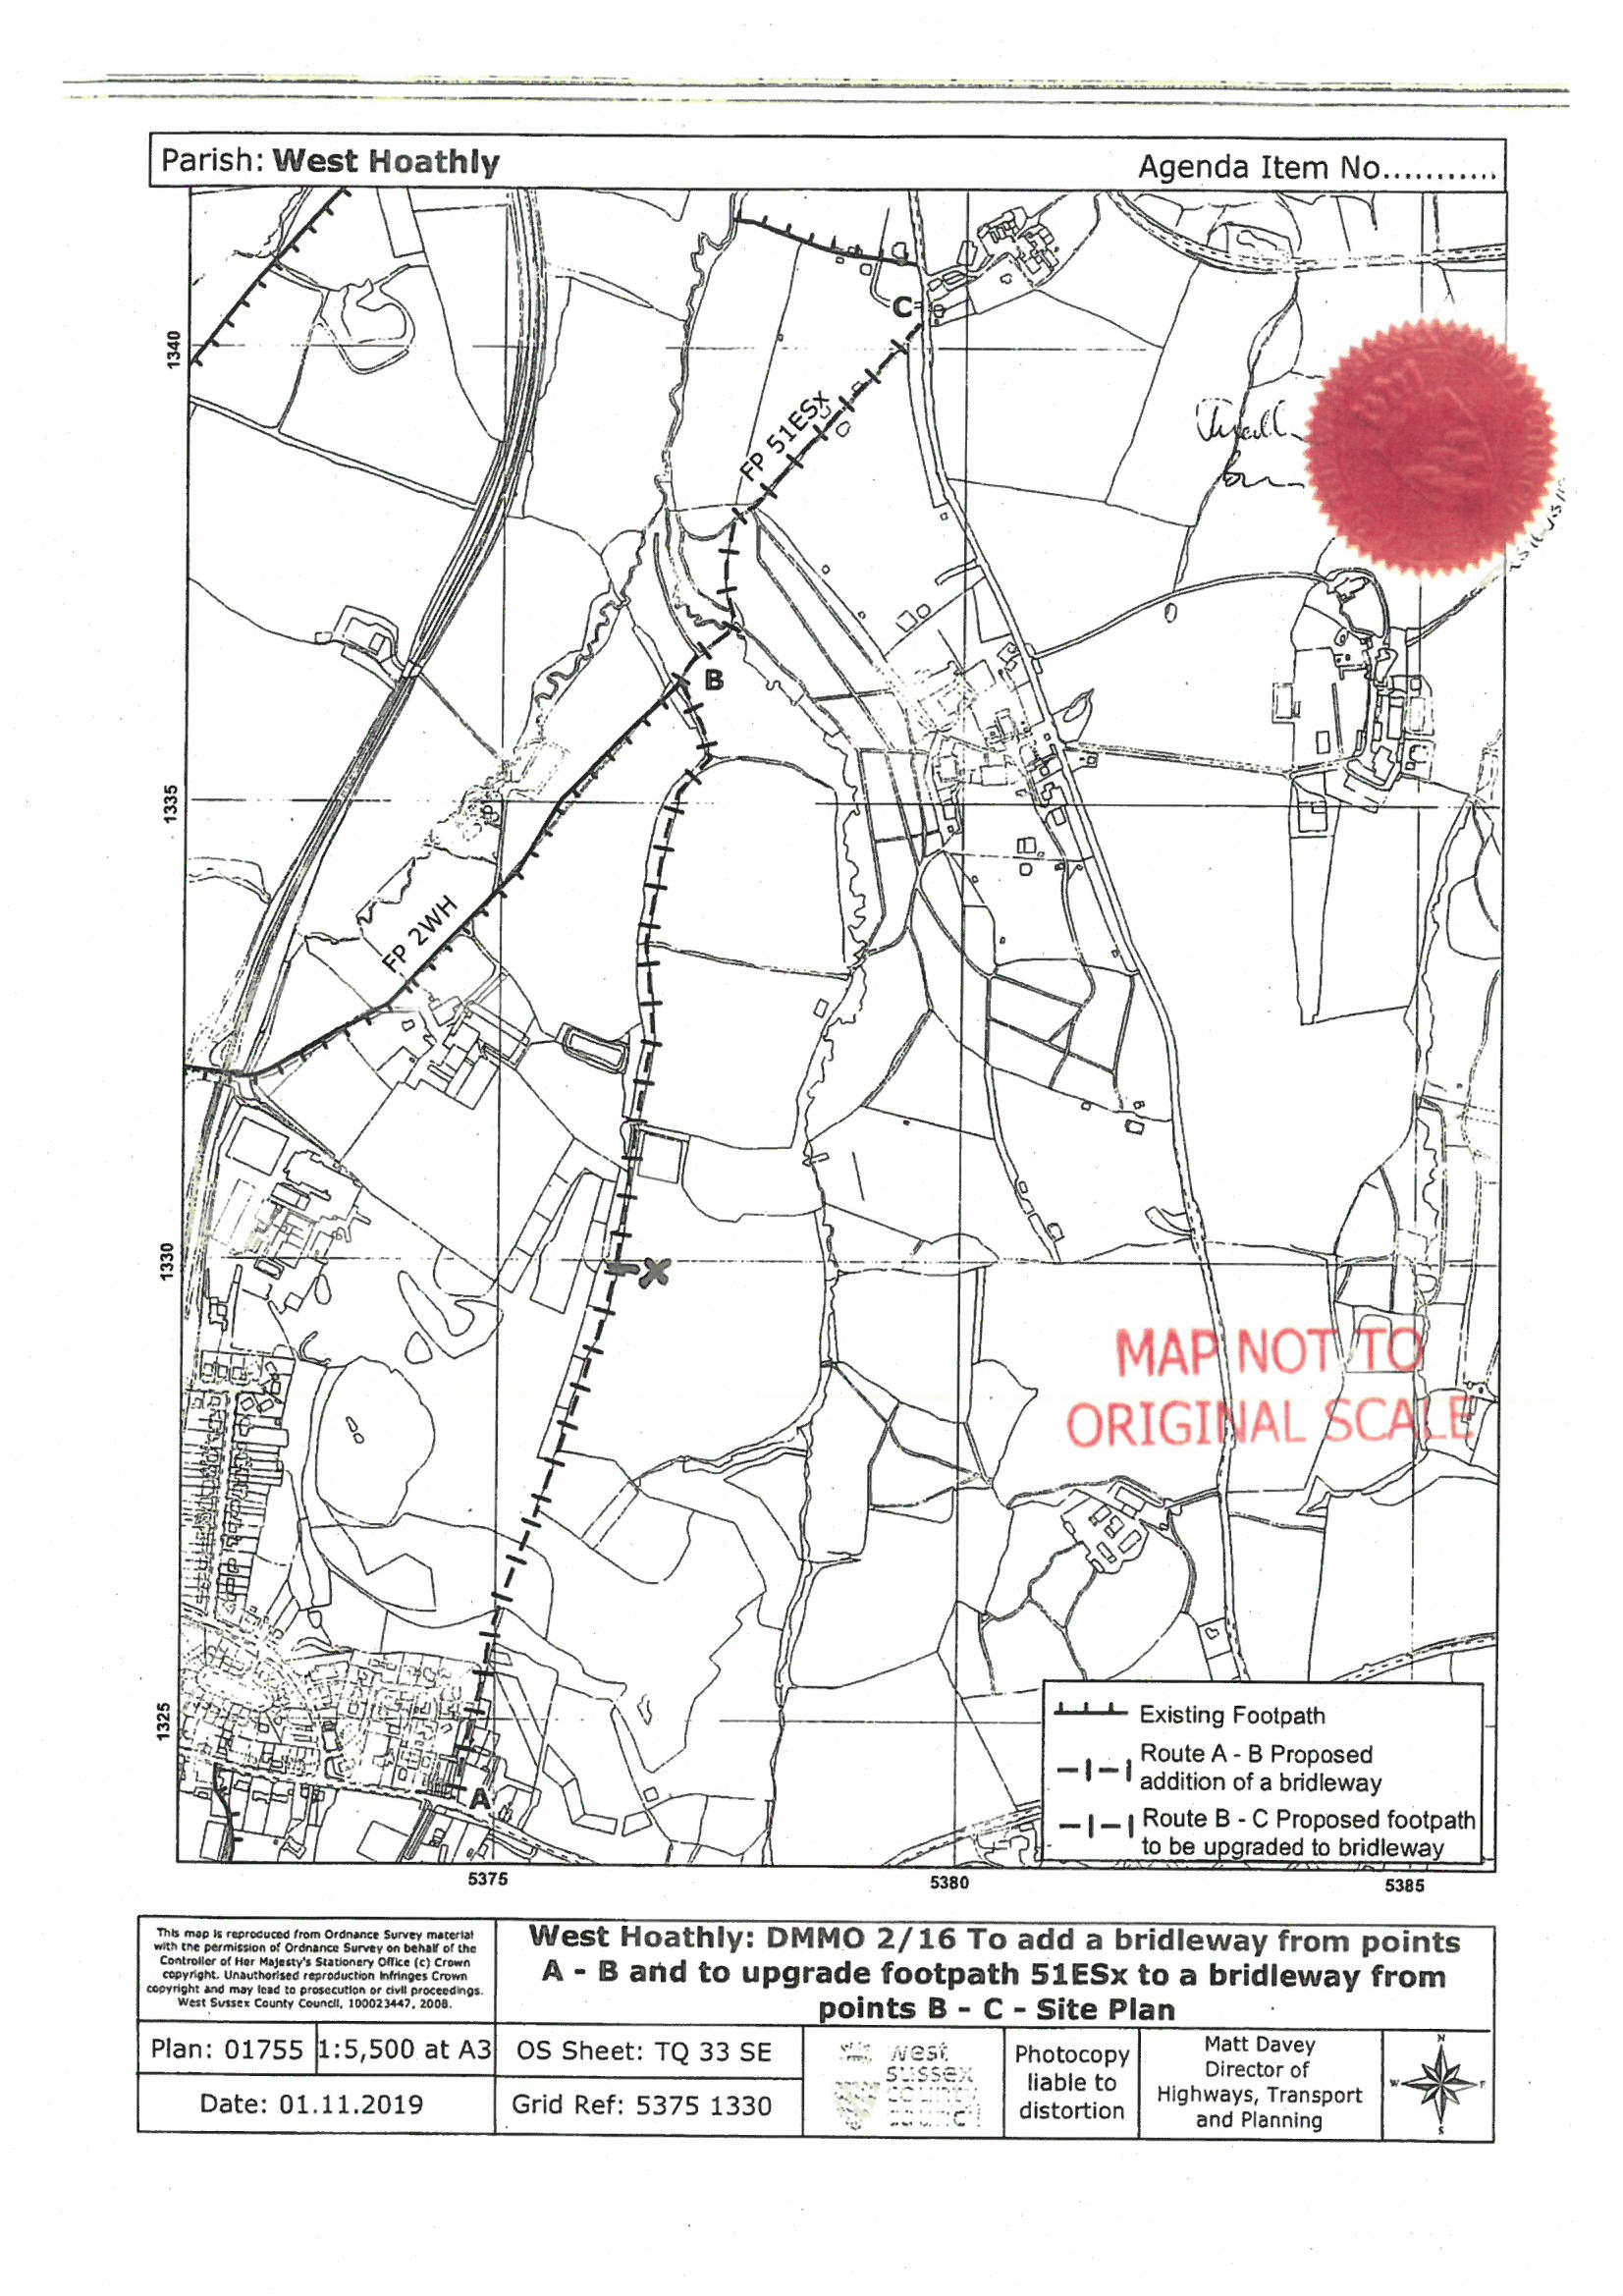 Parish: West Hoathly
Agenda Item No...........
C
1340
FP 51ESx
B
1335
FP 2WH
1330
X
MAP NOT TO
ORIGINAL SCALE
1325
A
Existing Footpath
Route A - B Proposed
addition of a bridleway
Route B - C Proposed footpath
to be upgraded to bridleway
5375
5380
5385
This map is reproduced from Ordnance Survey material
with the permission of Ordnance Survey on behalf of the
Controller of Her Majesty's Stationery Office (c) Crown
copyright. Unauthorised reproduction infringes Crown
copyright and may lead to prosecution or civil proceedings.
West Sussex County Council, 100023447, 2008.
West Hoathly: DMMO 2/16 To add a bridleway from points
A - B and to upgrade footpath 51ESx to a bridleway from
points B - C - Site Plan
Plan: 01755
1:5,500 at A3
Date: 01.11.2019
OS Sheet: TQ 33 SE
Grid Ref: 5375 1330
west
sussex
county
council
Photocopy
liable to
distortion
Matt Davey
Director of
Highways, Transport
and Planning
N
W
E
S